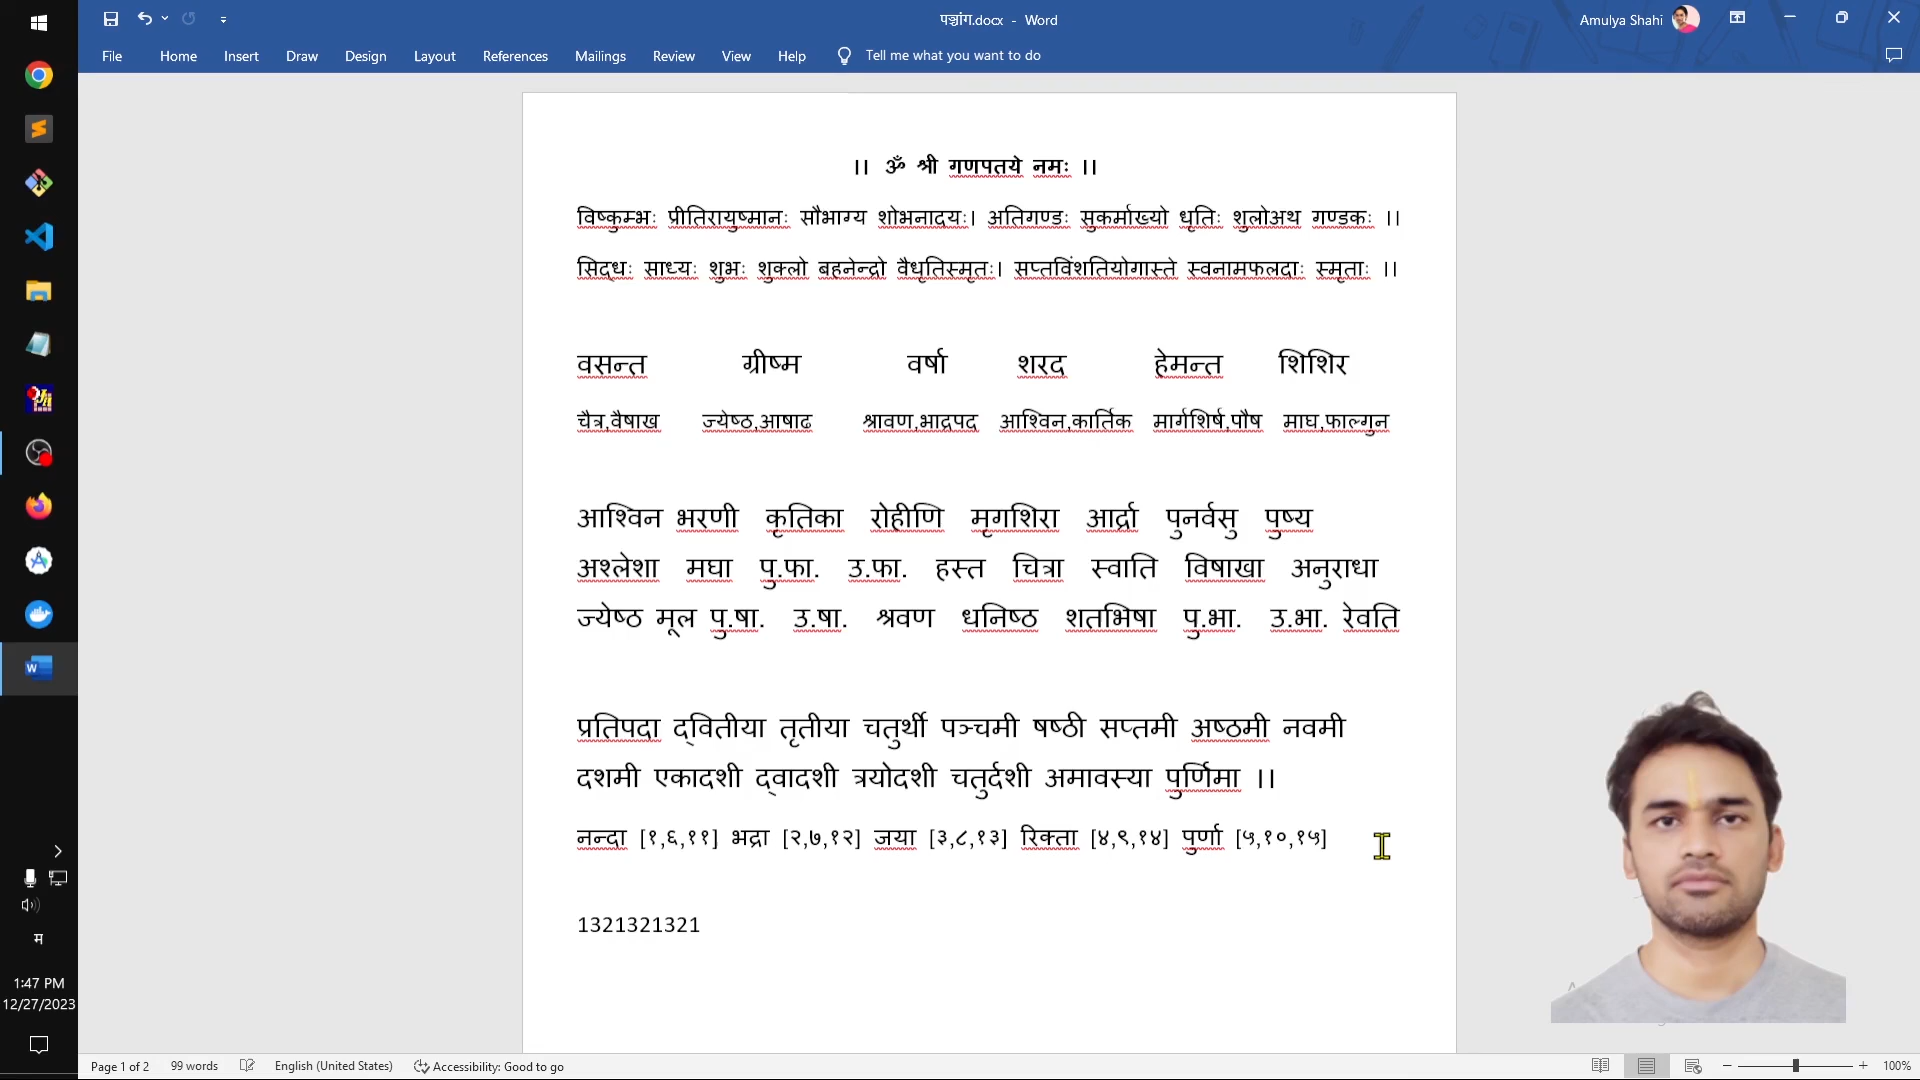 पञ्चांग.docx - Word
Amulya Shahi
File Home Insert Draw Design Layout References Mailings Review View Help Tell me what you want to do
।। ॐ श्री गणपतये नमः ।।
विष्कुम्भः प्रीतिरायुष्मानः सौभाग्य शोभनादयः। अतिगण्डः सुकर्माख्यो धृतिः शुलोअथ गण्डकः ।।
सिद्धः साध्यः शुभः शुक्लो बहनेन्द्रो वैधृतिस्मृतः। सप्तविंशतियोगास्ते स्वनामफलदाः स्मृताः ।।
वसन्त ग्रीष्म वर्षा शरद हेमन्त शिशिर
चैत्र,वैषाख ज्येष्ठ,आषाढ श्रावण,भाद्रपद आश्विन,कार्तिक मार्गशिर्ष,पौष माघ,फाल्गुन
आश्विन भरणी कृतिका रोहीणि मृगशिरा आर्द्रा पुनर्वसु पुष्य
अश्लेशा मघा पु.फा. उ.फा. हस्त चित्रा स्वाति विषाखा अनुराधा
ज्येष्ठ मूल पु.षा. उ.षा. श्रवण धनिष्ठ शतभिषा पु.भा. उ.भा. रेवति
प्रतिपदा द्वितीया तृतीया चतुर्थी पञ्चमी षष्ठी सप्तमी अष्ठमी नवमी
दशमी एकादशी द्वादशी त्रयोदशी चतुर्दशी अमावस्या पुर्णिमा ।।
नन्दा [१,६,११] भद्रा [२,७,१२] जया [३,८,१३] रिक्ता [४,९,१४] पुर्णा [५,१०,१५]
1321321321
म
1:47 PM
12/27/2023
Page 1 of 2 99 words English (United States) Accessibility: Good to go 100%